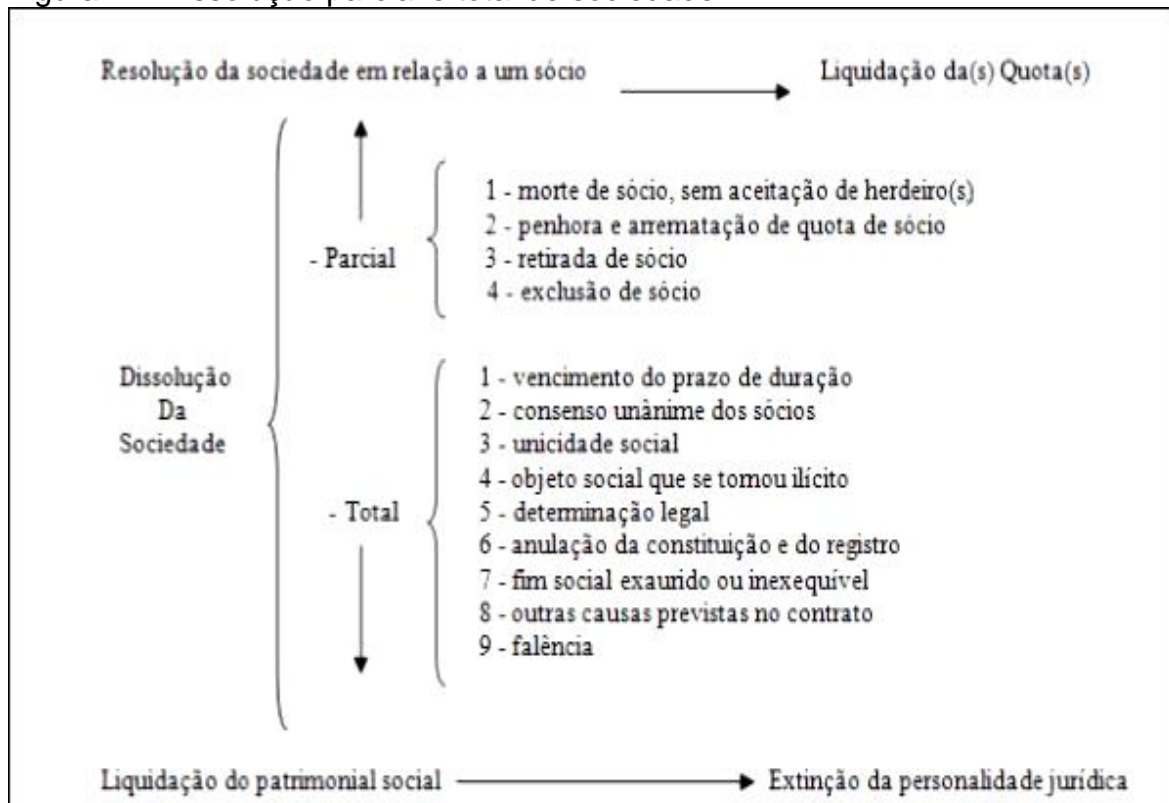 Resolução da sociedade em relação a um sócio Liquidação da(s) Quota(s)
- Parcial
1 - morte de sócio, sem aceitação de herdeiro(s)
2 - penhora e arrematação de quota de sócio
3 - retirada de sócio
4 - exclusão de sócio
Dissolução
Da
Sociedade
- Total
1 - vencimento do prazo de duração
2 - consenso unânime dos sócios
3 - unicidade social
4 - objeto social que se tornou ilícito
5 - determinação legal
6 - anulação da constituição e do registro
7 - fim social exaurido ou inexequível
8 - outras causas previstas no contrato
9 - falência
Liquidação do patrimonial social Extinção da personalidade jurídica